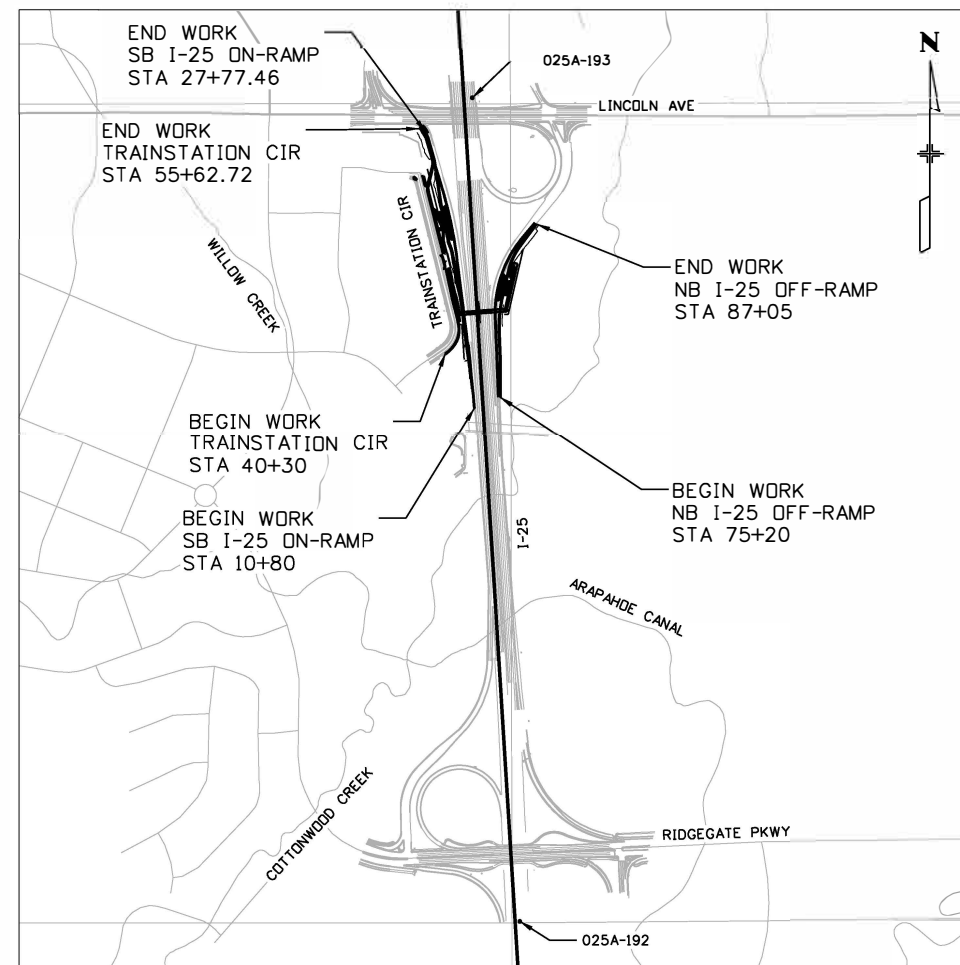 END WORK
SB I-25 ON-RAMP
STA 27+77.46
025A-193
N
LINCOLN AVE
END WORK
TRAINSTATION CIR
STA 55+62.72
TRAINSTATION CIR
WILLOW CREEK
END WORK
NB I-25 OFF-RAMP
STA 87+05
BEGIN WORK
TRAINSTATION CIR
STA 40+30
BEGIN WORK
NB I-25 OFF-RAMP
STA 75+20
BEGIN WORK
SB I-25 ON-RAMP
STA 10+80
I-25
ARAPAHOE CANAL
COTTONWOOD CREEK
RIDGEGATE PKWY
025A-192